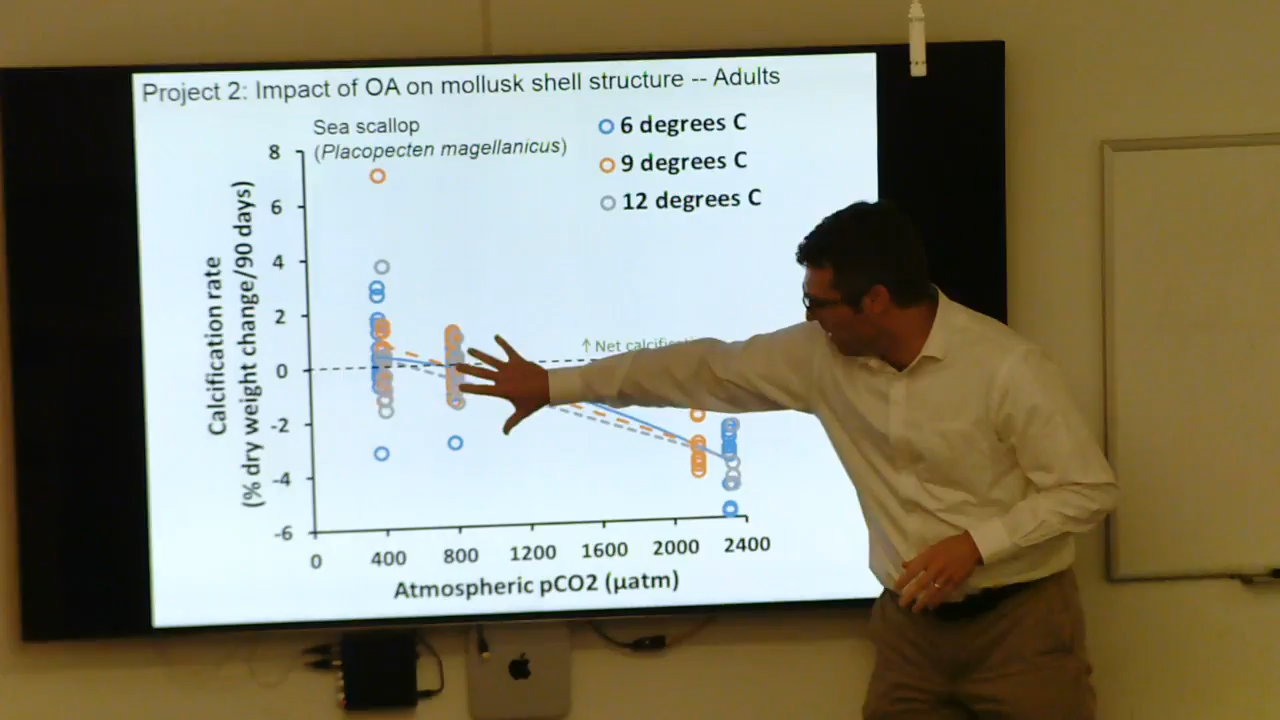 Project 2: Impact of OA on mollusk shell structure -- Adults
Sea scallop
(Placopecten magellanicus)
6 degrees C
9 degrees C
12 degrees C
Calcification rate
(% dry weight change/90 days)
8
6
4
2
0
-2
-4
-6
↑ Net
0
400
800
1200
1600
2000
2400
Atmospheric pCO2 (µatm)